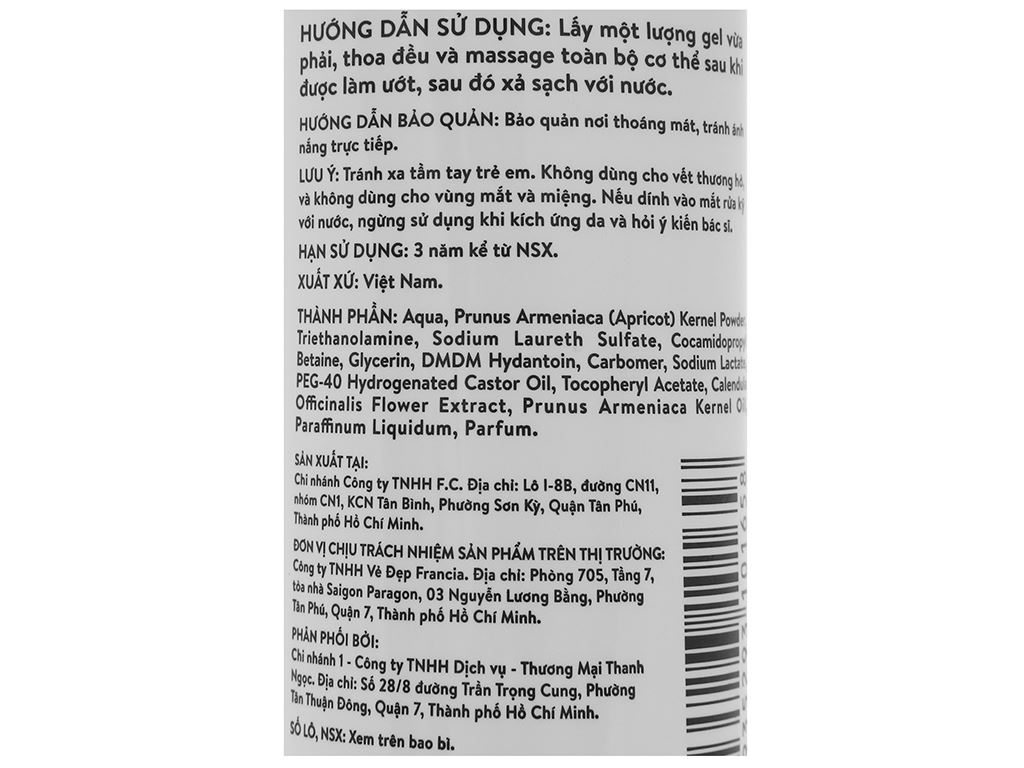 HƯỚNG DẪN SỬ DỤNG: Lấy một lượng gel vừa
phải, thoa đều và massage toàn bộ cơ thể sau khi
được làm ướt, sau đó xả sạch với nước.
HƯỚNG DẪN BẢO QUẢN: Bảo quản nơi thoáng mát, tránh ánh
nắng trực tiếp.
LƯU Ý: Tránh xa tầm tay trẻ em. Không dùng cho vết thương hở,
và không dùng cho vùng mắt và miệng. Nếu dính vào mắt rửa kỹ
với nước, ngừng sử dụng khi kích ứng da và hỏi ý kiến bác sĩ.
HẠN SỬ DỤNG: 3 năm kể từ NSX.
XUẤT XỨ: Việt Nam.
THÀNH PHẦN: Aqua, Prunus Armeniaca (Apricot) Kernel Powder,
Triethanolamine, Sodium Laureth Sulfate, Cocamidopropyl
Betaine, Glycerin, DMDM Hydantoin, Carbomer, Sodium Lactate,
PEG-40 Hydrogenated Castor Oil, Tocopheryl Acetate, Calendula
Officinalis Flower Extract, Prunus Armeniaca Kernel Oil,
Paraffinum Liquidum, Parfum.
SẢN XUẤT TẠI:
Chi nhánh Công ty TNHH F.C. Địa chỉ: Lô I-8B, đường CN11,
nhóm CN1, KCN Tân Bình, Phường Sơn Kỳ, Quận Tân Phú,
Thành phố Hồ Chí Minh.
ĐƠN VỊ CHỊU TRÁCH NHIỆM SẢN PHẨM TRÊN THỊ TRƯỜNG:
Công ty TNHH Vẻ Đẹp Francia. Địa chỉ: Phòng 705, Tầng 7,
tòa nhà Saigon Paragon, 03 Nguyễn Lương Bằng, Phường
Tân Phú, Quận 7, Thành phố Hồ Chí Minh.
PHÂN PHỐI BỞI:
Chi nhánh 1 - Công ty TNHH Dịch vụ - Thương Mại Thanh
Ngọc. Địa chỉ: Số 28/8 đường Trần Trọng Cung, Phường
Tân Thuận Đông, Quận 7, Thành phố Hồ Chí Minh.
SỐ LÔ, NSX: Xem trên bao bì.